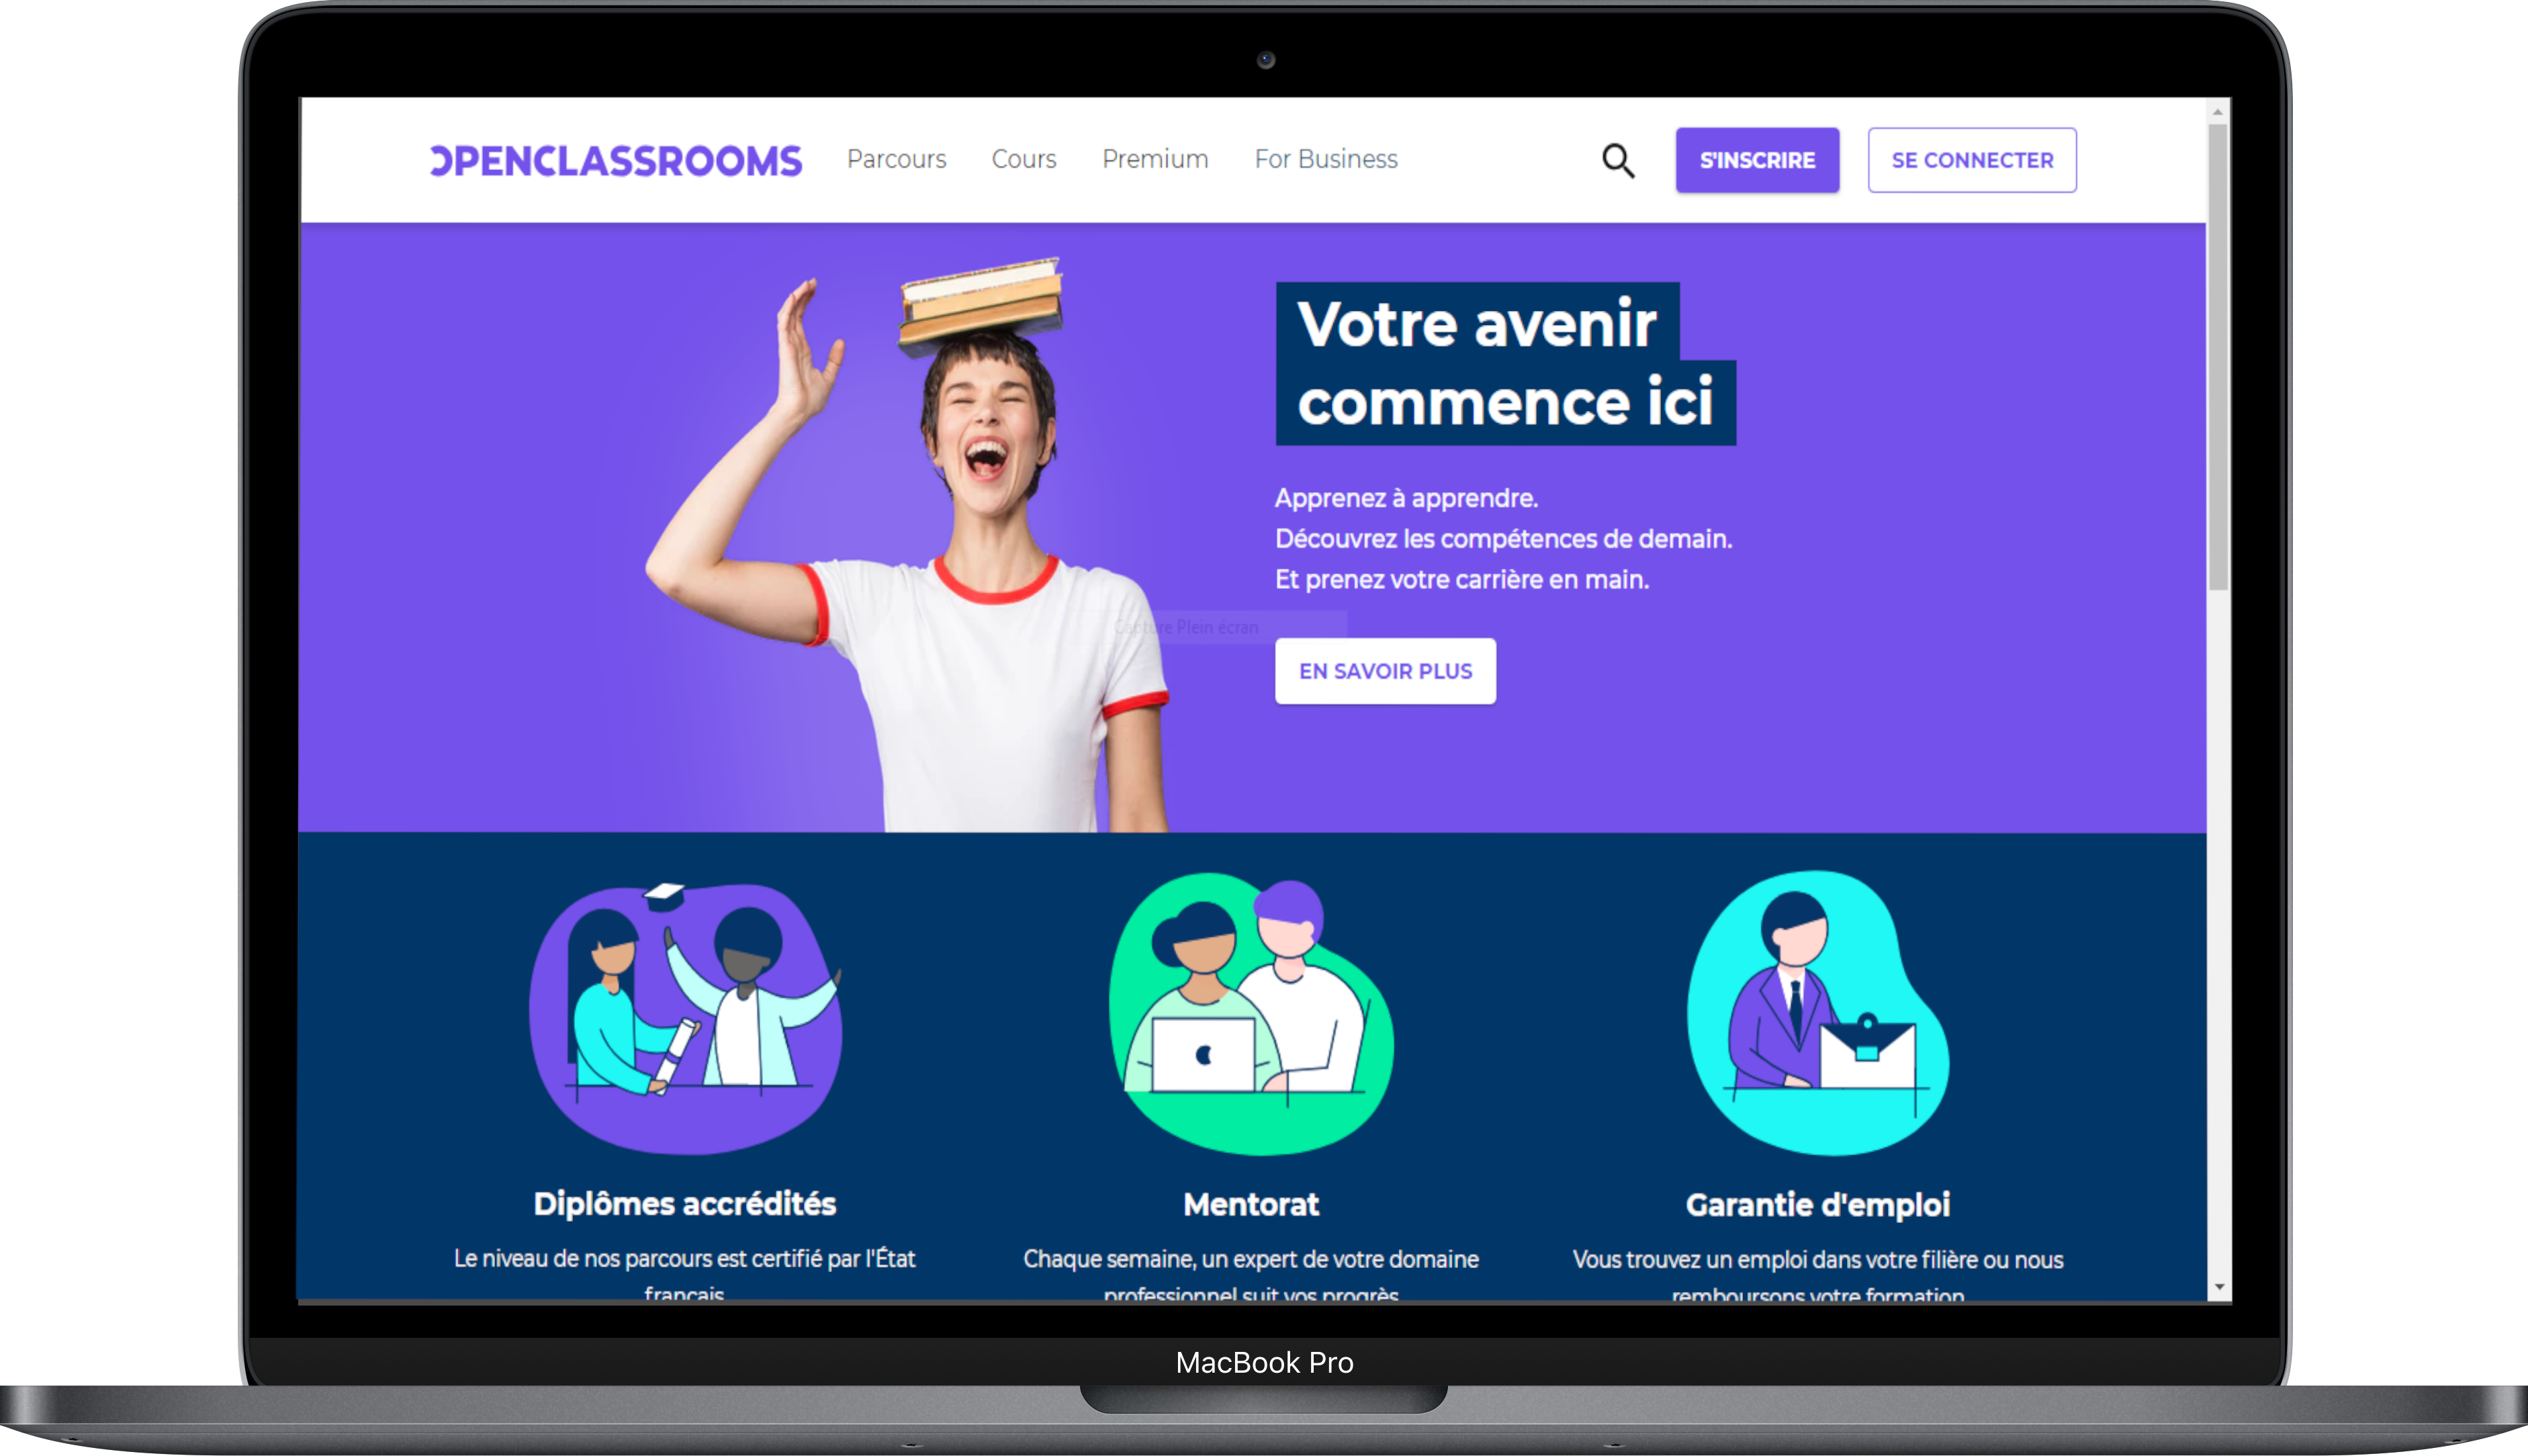 OPENCLASSROOMS Parcours Cours Premium For Business S'INSCRIRE SE CONNECTER
Votre avenir
commence ici
Apprenez à apprendre.
Découvrez les compétences de demain.
Et prenez votre carrière en main.
Capture Plein écran
EN SAVOIR PLUS
Diplômes accrédités
Le niveau de nos parcours est certifié par l'État
français
Mentorat
Chaque semaine, un expert de votre domaine
professionnel suit vos progrès
Garantie d'emploi
Vous trouvez un emploi dans votre filière ou nous
remboursons votre formation
MacBook Pro